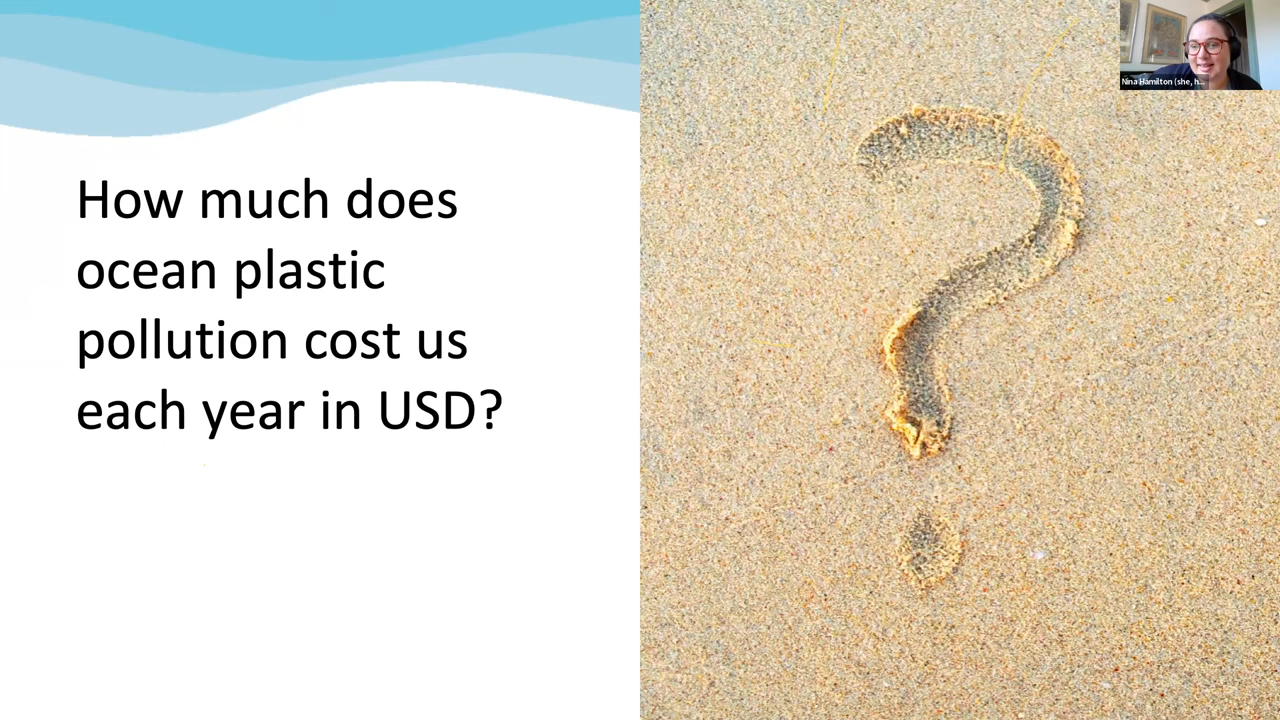 How much does
ocean plastic
pollution cost us
each year in USD?
Nina Hamilton (she, h...